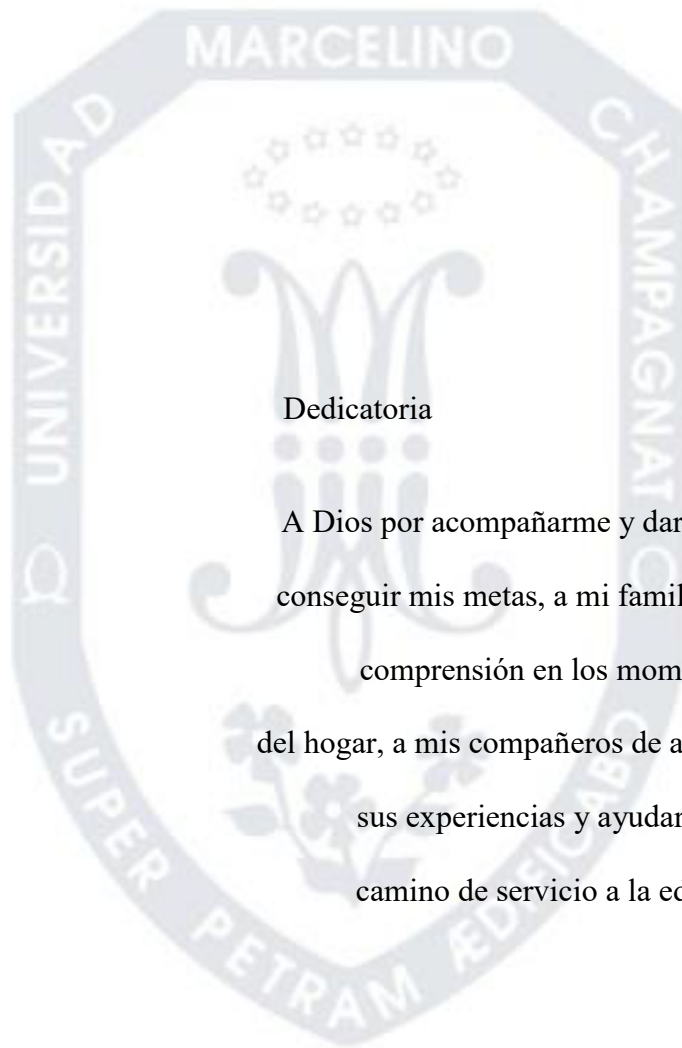 MARCELINO
UNIVERSIDAD
CHAMPAGNAT
Dedicatoria
A Dios por acompañarme y dar
conseguir mis metas, a mi famil
comprensión en los mom
del hogar, a mis compañeros de a
sus experiencias y ayudar
camino de servicio a la ed
SUPER PETRAM ÆDIFICABO